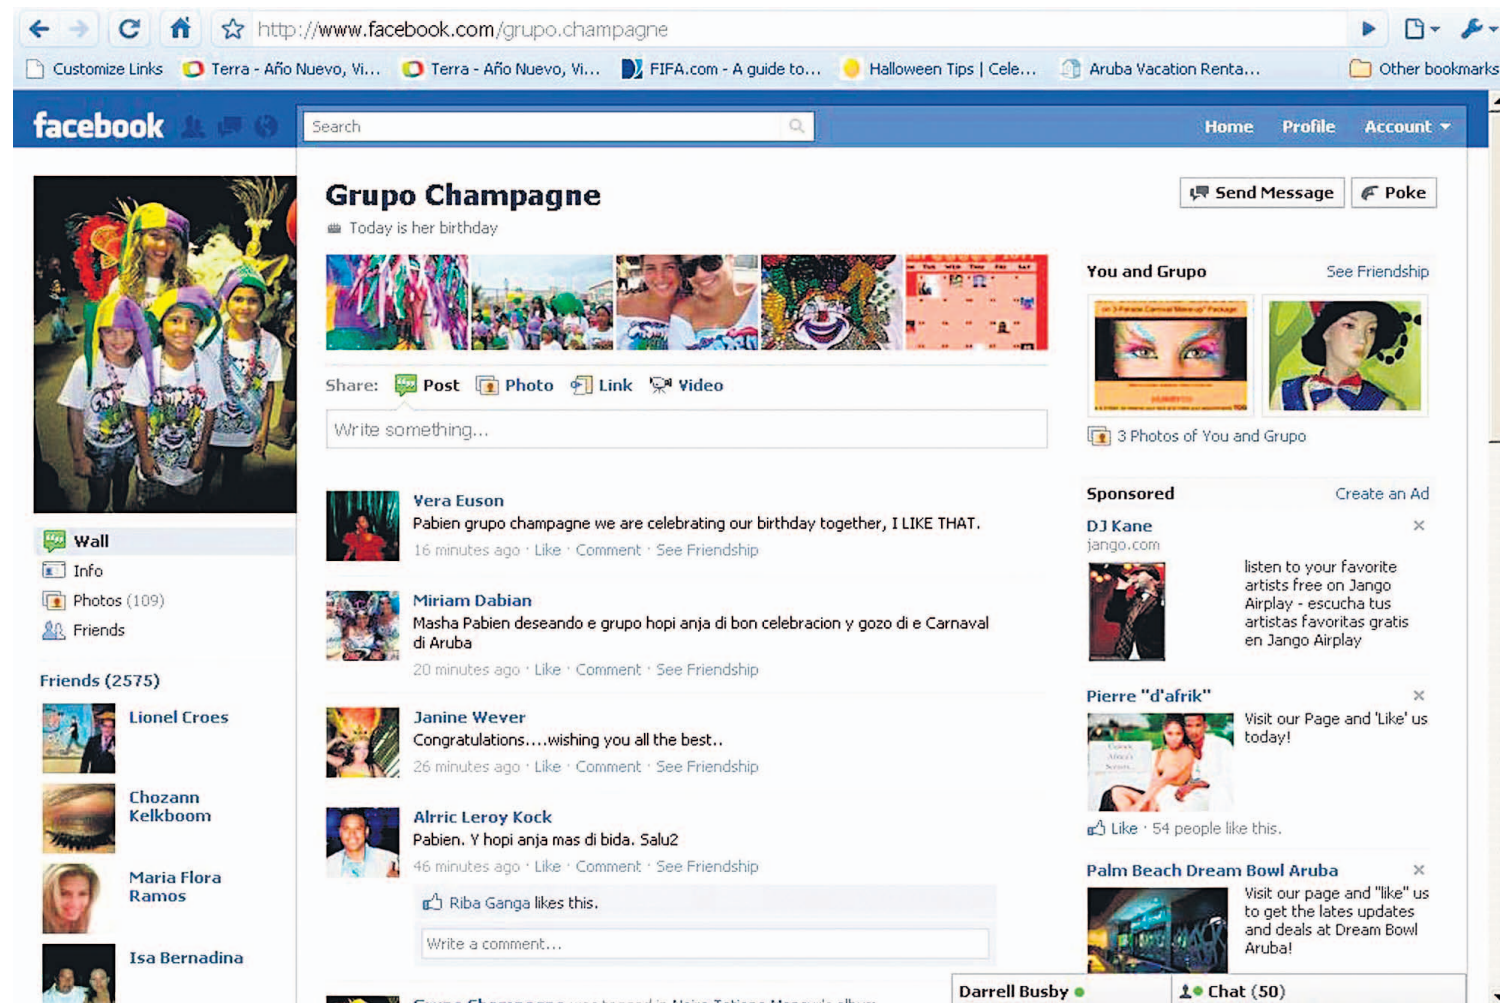 http://www.facebook.com/grupo.champagne
Customize Links
Terra - Año Nuevo, Vi...
Terra - Año Nuevo, Vi...
FIFA.com - A guide to...
Halloween Tips | Cele...
Aruba Vacation Renta...
Other bookmarks
facebook
Search
Home
Profile
Account
Grupo Champagne
Today is her birthday
Send Message
Poke
Share:
Post
Photo
Link
Video
Write something...
Vera Euson
Pabien grupo champagne we are celebrating our birthday together, I LIKE THAT.
16 minutes ago · Like · Comment · See Friendship
Miriam Dabian
Masha Pabien deseando e grupo hopi anja di bon celebracion y gozo di e Carnaval
di Aruba
20 minutes ago · Like · Comment · See Friendship
Janine Wever
Congratulations....wishing you all the best..
26 minutes ago · Like · Comment · See Friendship
Alrric Leroy Kock
Pabien. Y hopi anja mas di bida. Salu2
46 minutes ago · Like · Comment · See Friendship
Riba Ganga likes this.
Write a comment...
Wall
Info
Photos (109)
Friends
Friends (2575)
Lionel Croes
Chozann
Kelkboom
Maria Flora
Ramos
Isa Bernadina
You and Grupo
See Friendship
3 Photos of You and Grupo
Sponsored
Create an Ad
DJ Kane
jango.com
listen to your favorite
artists free on Jango
Airplay - escucha tus
artistas favoritas gratis
en Jango Airplay
Pierre "d'afrik"
Visit our Page and 'Like' us
today!
Like · 54 people like this.
Palm Beach Dream Bowl Aruba
Visit our page and "like" us
to get the lates updates
and deals at Dream Bowl
Aruba!
Darrell Busby
Chat (50)